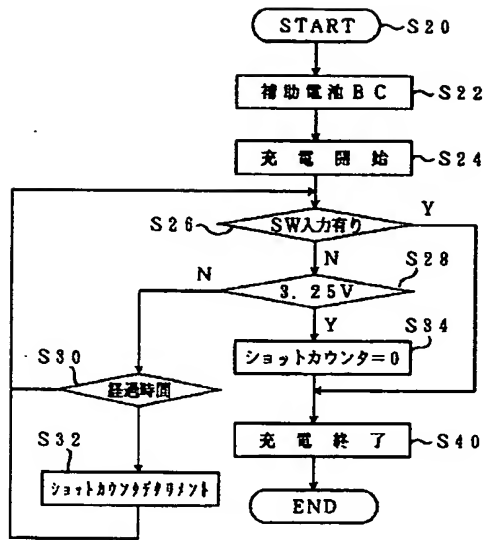 START
S20
補助電池BC
S22
充電開始
S24
S26
SW入力有り
Y
N
S28
N
3.25V
Y
S34
ショットカウンタ=0
S30
経過時間
S32
ショットカウンタデクリメント
充電終了
S40
END